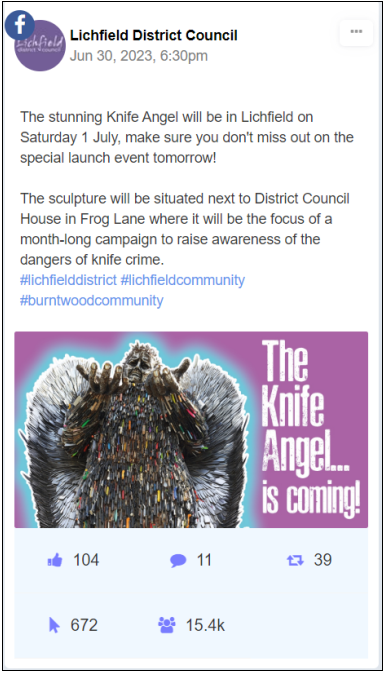 Lichfield
district council
Lichfield District Council
Jun 30, 2023, 6:30pm
The stunning Knife Angel will be in Lichfield on
Saturday 1 July, make sure you don't miss out on the
special launch event tomorrow!
The sculpture will be situated next to District Council
House in Frog Lane where it will be the focus of a
month-long campaign to raise awareness of the
dangers of knife crime.
#lichfielddistrict #lichfieldcommunity
#burntwoodcommunity
The
Knife
Angel...
is coming!
104 11 39
672 15.4k